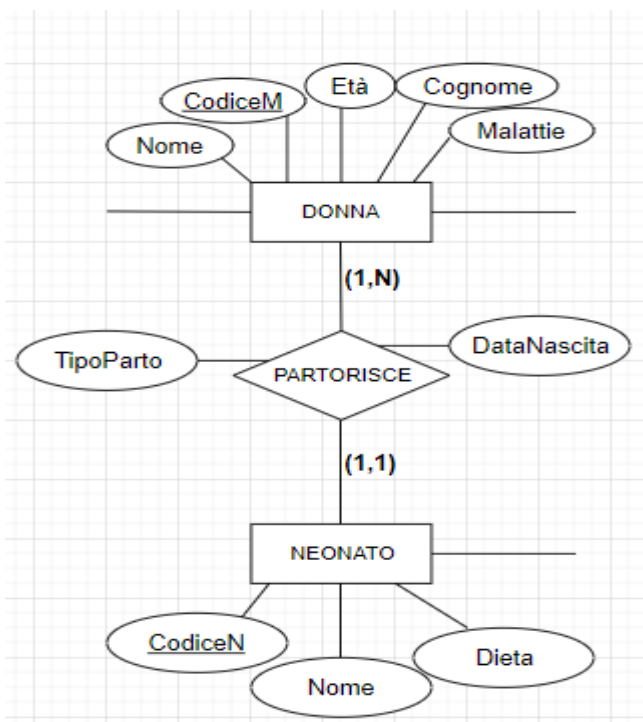 Età
Cognome
CodiceM
Malattie
Nome
DONNA
(1,N)
DataNascita
TipoParto
PARTORISCE
(1,1)
NEONATO
CodiceN
Dieta
Nome